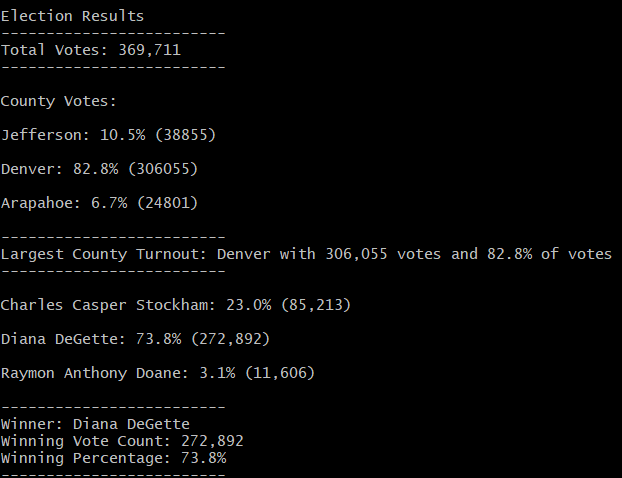 Election Results
-------------------------
Total Votes: 369,711
-------------------------
County Votes:
Jefferson: 10.5% (38855)
Denver: 82.8% (306055)
Arapahoe: 6.7% (24801)
-------------------------
Largest County Turnout: Denver with 306,055 votes and 82.8% of votes
-------------------------
Charles Casper Stockham: 23.0% (85,213)
Diana DeGette: 73.8% (272,892)
Raymon Anthony Doane: 3.1% (11,606)
-------------------------
Winner: Diana DeGette
Winning Vote Count: 272,892
Winning Percentage: 73.8%
-------------------------